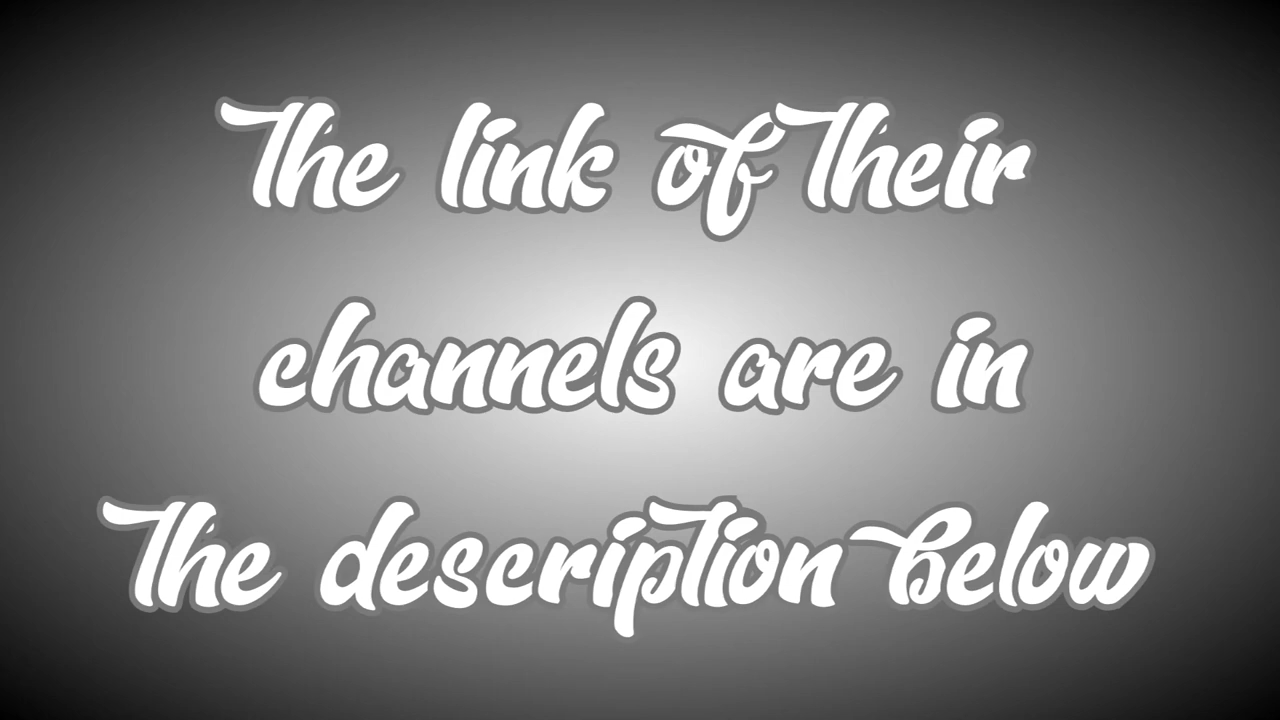 The link of Their
channels are in
The description below